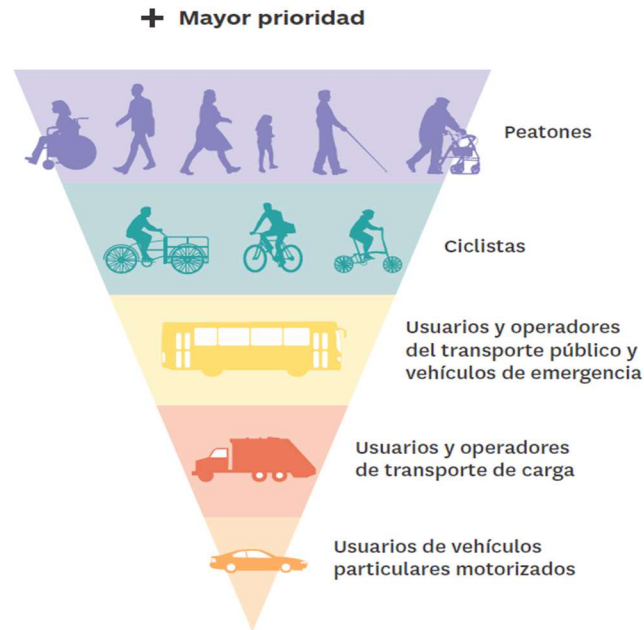 + Mayor prioridad
Peatones
Ciclistas
Usuarios y operadores
del transporte público y
vehículos de emergencia
Usuarios y operadores
de transporte de carga
Usuarios de vehículos
particulares motorizados